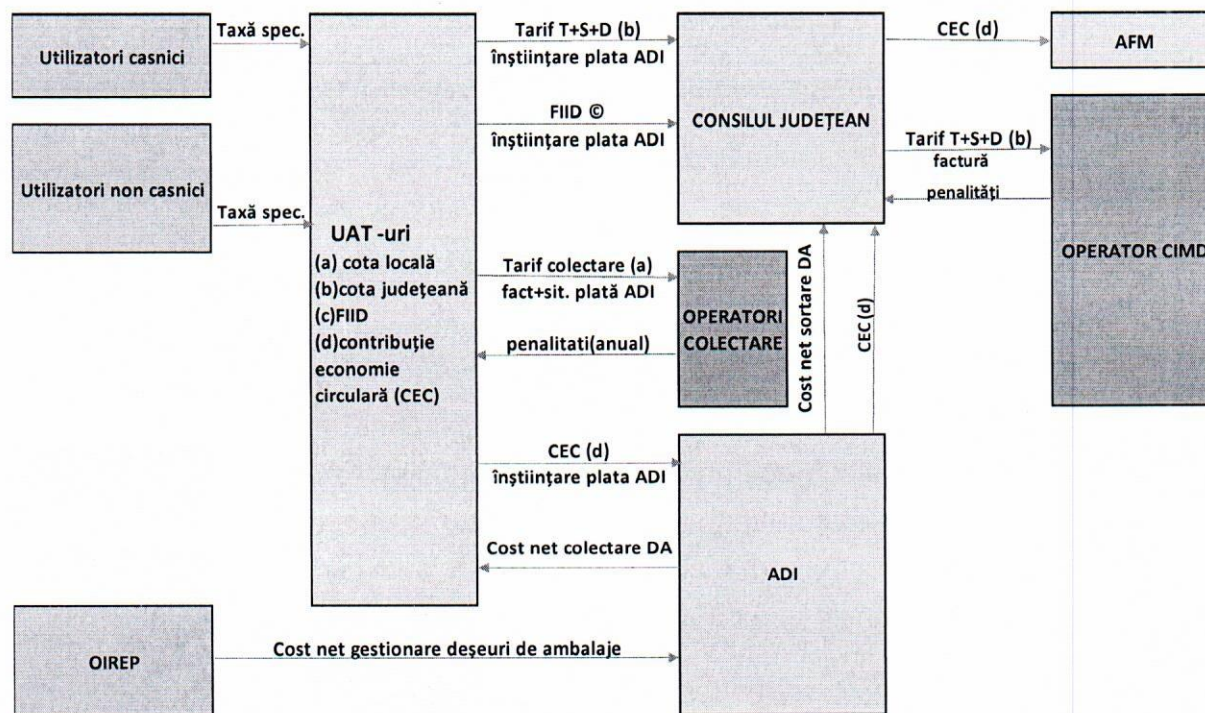 Utilizatori casnici
Taxă spec.
Utilizatori non casnici
Taxă spec.
UAT -uri
(a) cota locală
(b)cota județeană
(c)FIID
(d)contribuție
economie
circulară (CEC)
Tarif T+S+D (b)
înștiințare plata ADI
FIID ©
înștiințare plata ADI
CONSILUL JUDEȚEAN
CEC (d)
AFM
Tarif T+S+D (b)
factură
penalități
OPERATOR CIMD
Tarif colectare (a)
fact+sit. plată ADI
penalitati(anual)
OPERATORI
COLECTARE
Cost net sortare DA
CEC(d)
CEC (d)
înștiințare plata ADI
Cost net colectare DA
ADI
OIREP
Cost net gestionare deșeuri de ambalaje